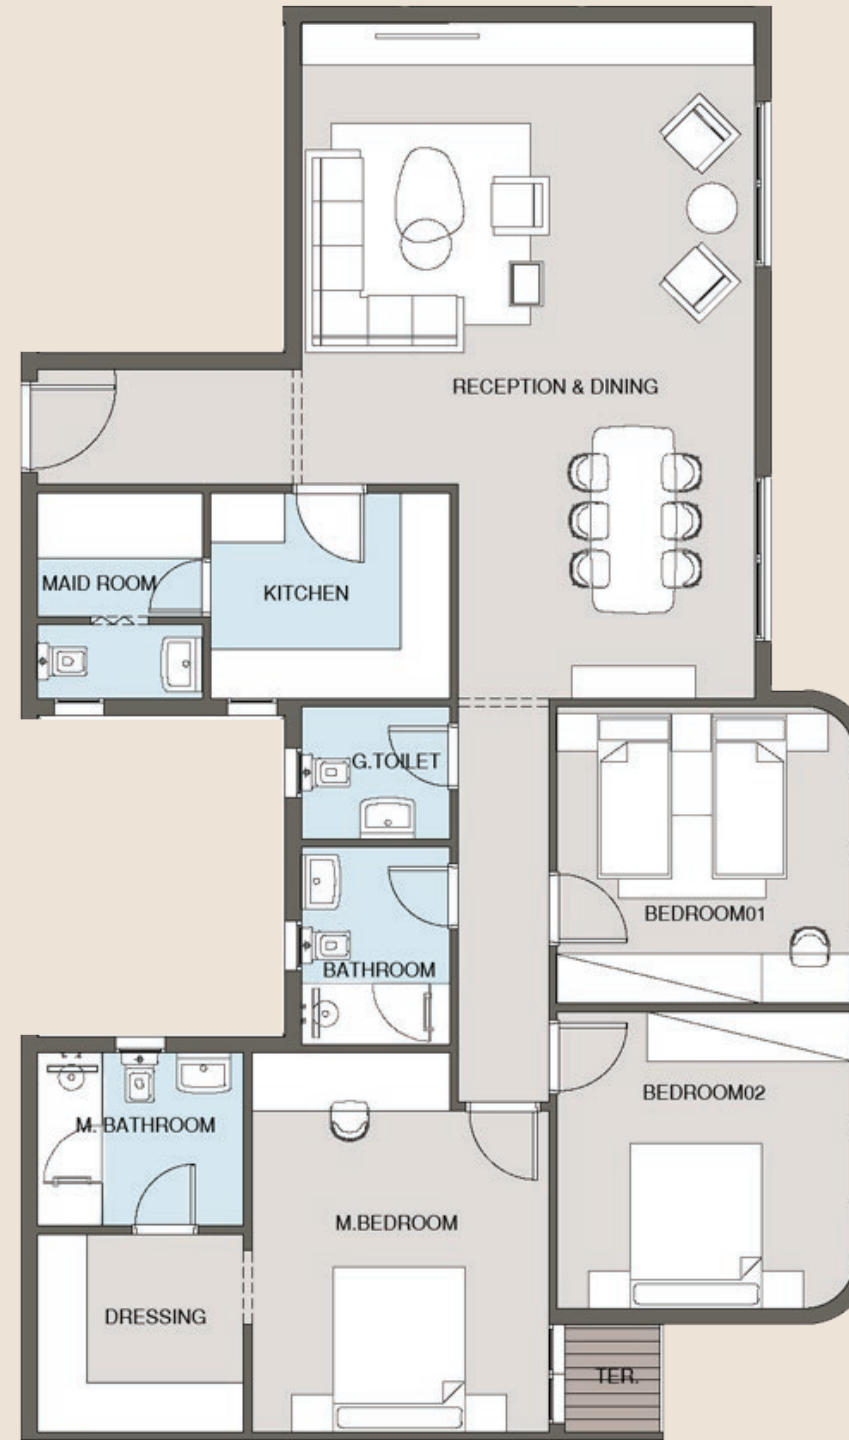 RECEPTION & DINING
MAID ROOM
KITCHEN
G.TOILET
BEDROOM01
BATHROOM
BEDROOM02
M. BATHROOM
M.BEDROOM
DRESSING
TER.